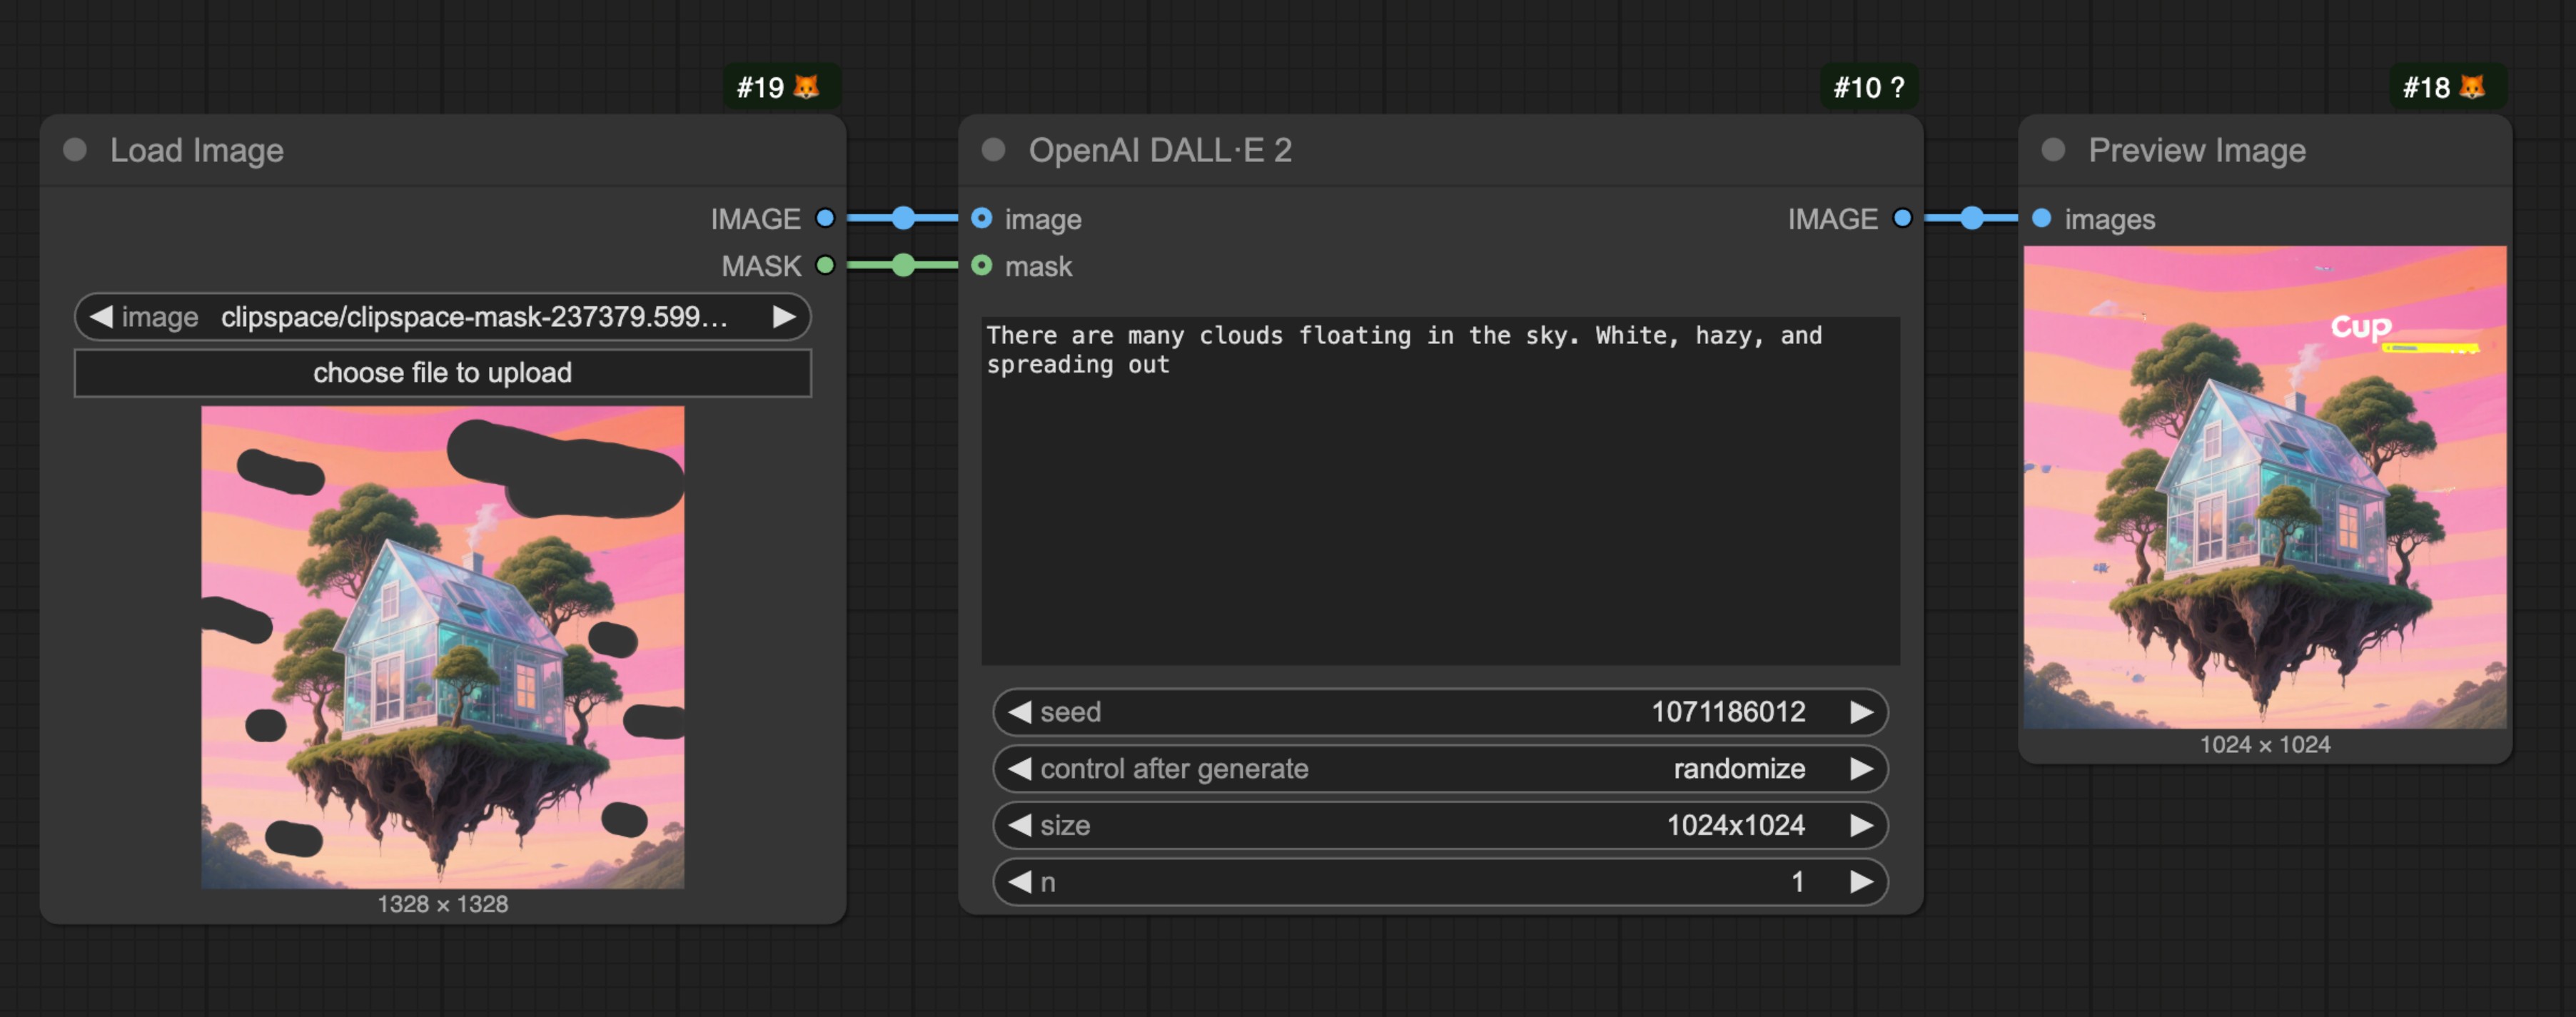 #19
Load Image
IMAGE
MASK
image clipspace/clipspace-mask-237379.599...
choose file to upload
1328 × 1328
#10 ?
OpenAI DALL·E 2
image
mask
IMAGE
There are many clouds floating in the sky. White, hazy, and
spreading out
seed 1071186012
control after generate randomize
size 1024x1024
n 1
#18
Preview Image
images
Cup
1024 × 1024